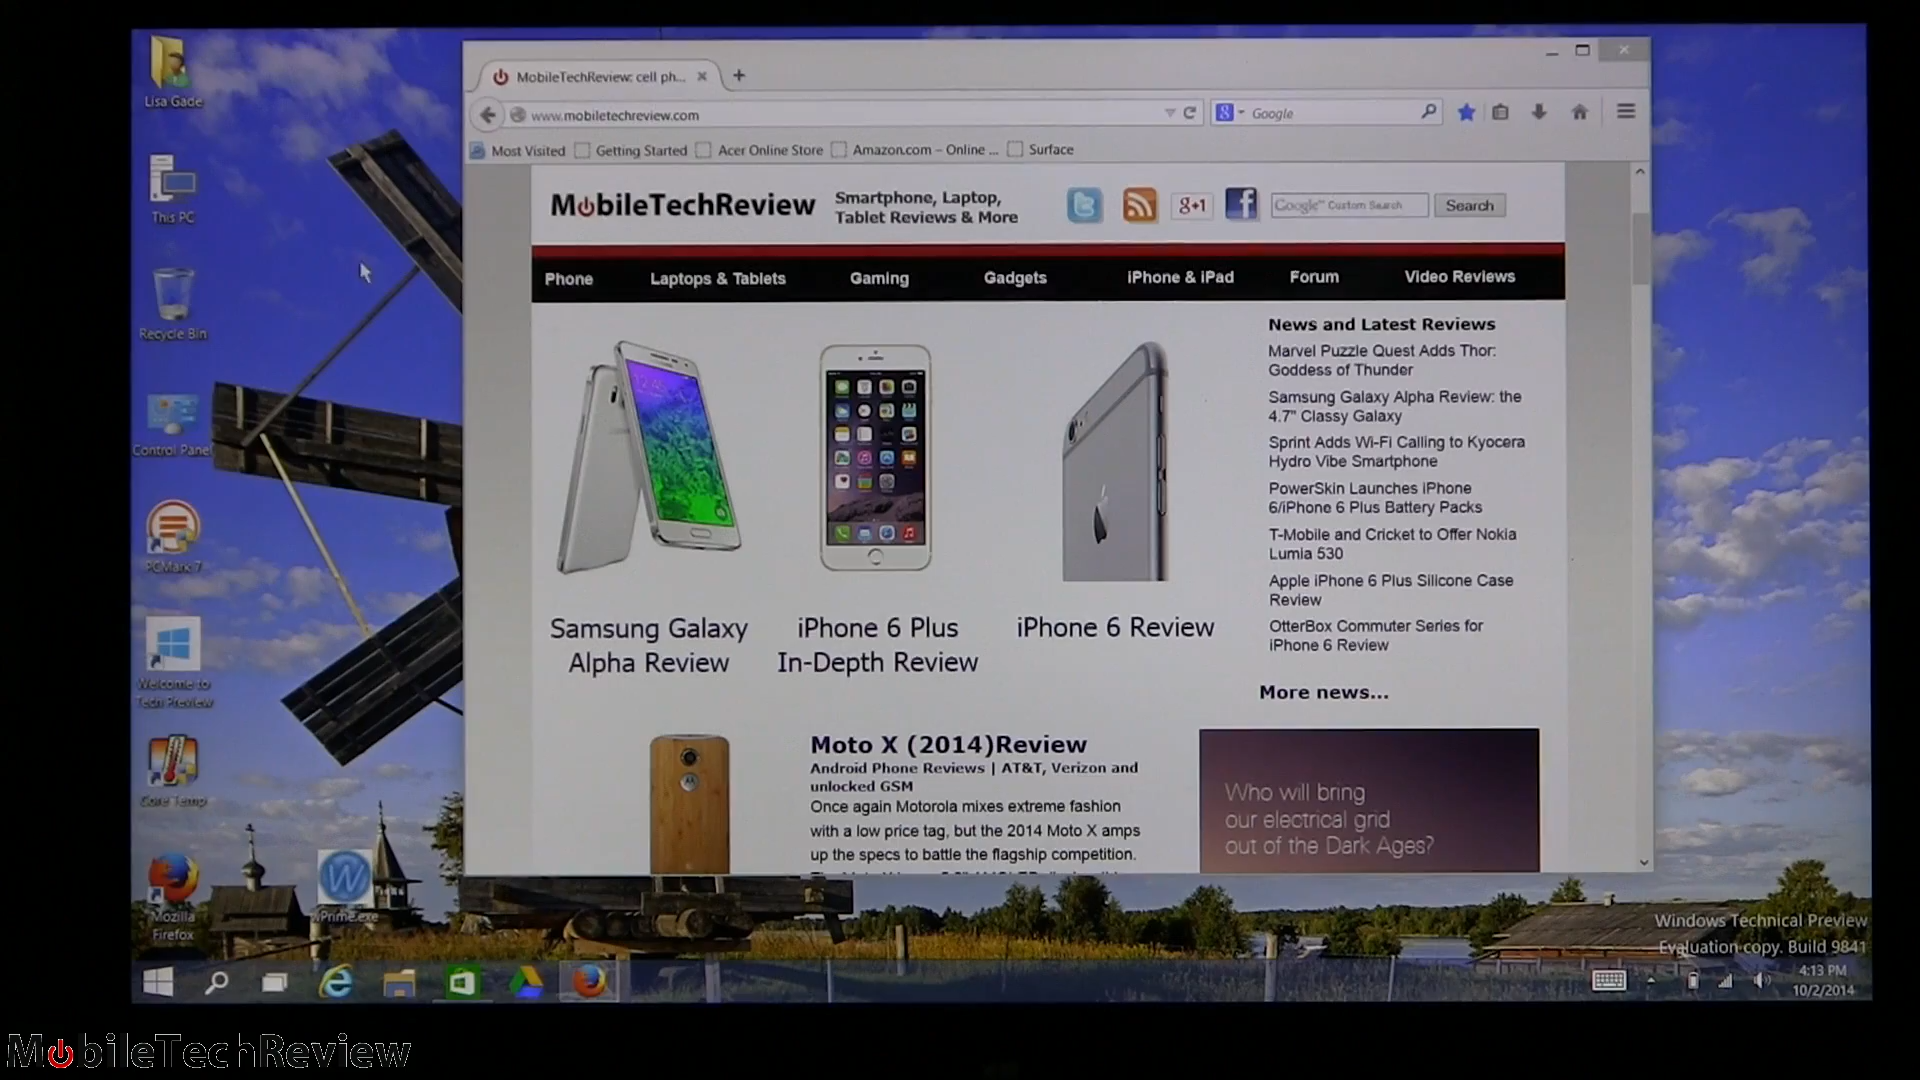 Lisa Gade
This PC
Recycle Bin
Control Panel
PCMark 7
Welcome to
Tech Preview
Core Temp
Mozilla
Firefox
wPrime.exe
MobileTechReview: cell ph...
www.mobiletechreview.com
Google
Most Visited
Getting Started
Acer Online Store
Amazon.com – Online ...
Surface
MobileTechReview
Smartphone, Laptop,
Tablet Reviews & More
g+1
Google™ Custom Search
Search
Phone
Laptops & Tablets
Gaming
Gadgets
iPhone & iPad
Forum
Video Reviews
12:45
Samsung Galaxy
Alpha Review
iPhone 6 Plus
In-Depth Review
iPhone 6 Review
News and Latest Reviews
Marvel Puzzle Quest Adds Thor:
Goddess of Thunder
Samsung Galaxy Alpha Review: the
4.7" Classy Galaxy
Sprint Adds Wi-Fi Calling to Kyocera
Hydro Vibe Smartphone
PowerSkin Launches iPhone
6/iPhone 6 Plus Battery Packs
T-Mobile and Cricket to Offer Nokia
Lumia 530
Apple iPhone 6 Plus Silicone Case
Review
OtterBox Commuter Series for
iPhone 6 Review
More news...
Moto X (2014)Review
Android Phone Reviews | AT&T, Verizon and
unlocked GSM
Once again Motorola mixes extreme fashion
with a low price tag, but the 2014 Moto X amps
up the specs to battle the flagship competition.
Who will bring
our electrical grid
out of the Dark Ages?
Windows Technical Preview
Evaluation copy. Build 9841
4:13 PM
10/2/2014
MobileTechReview